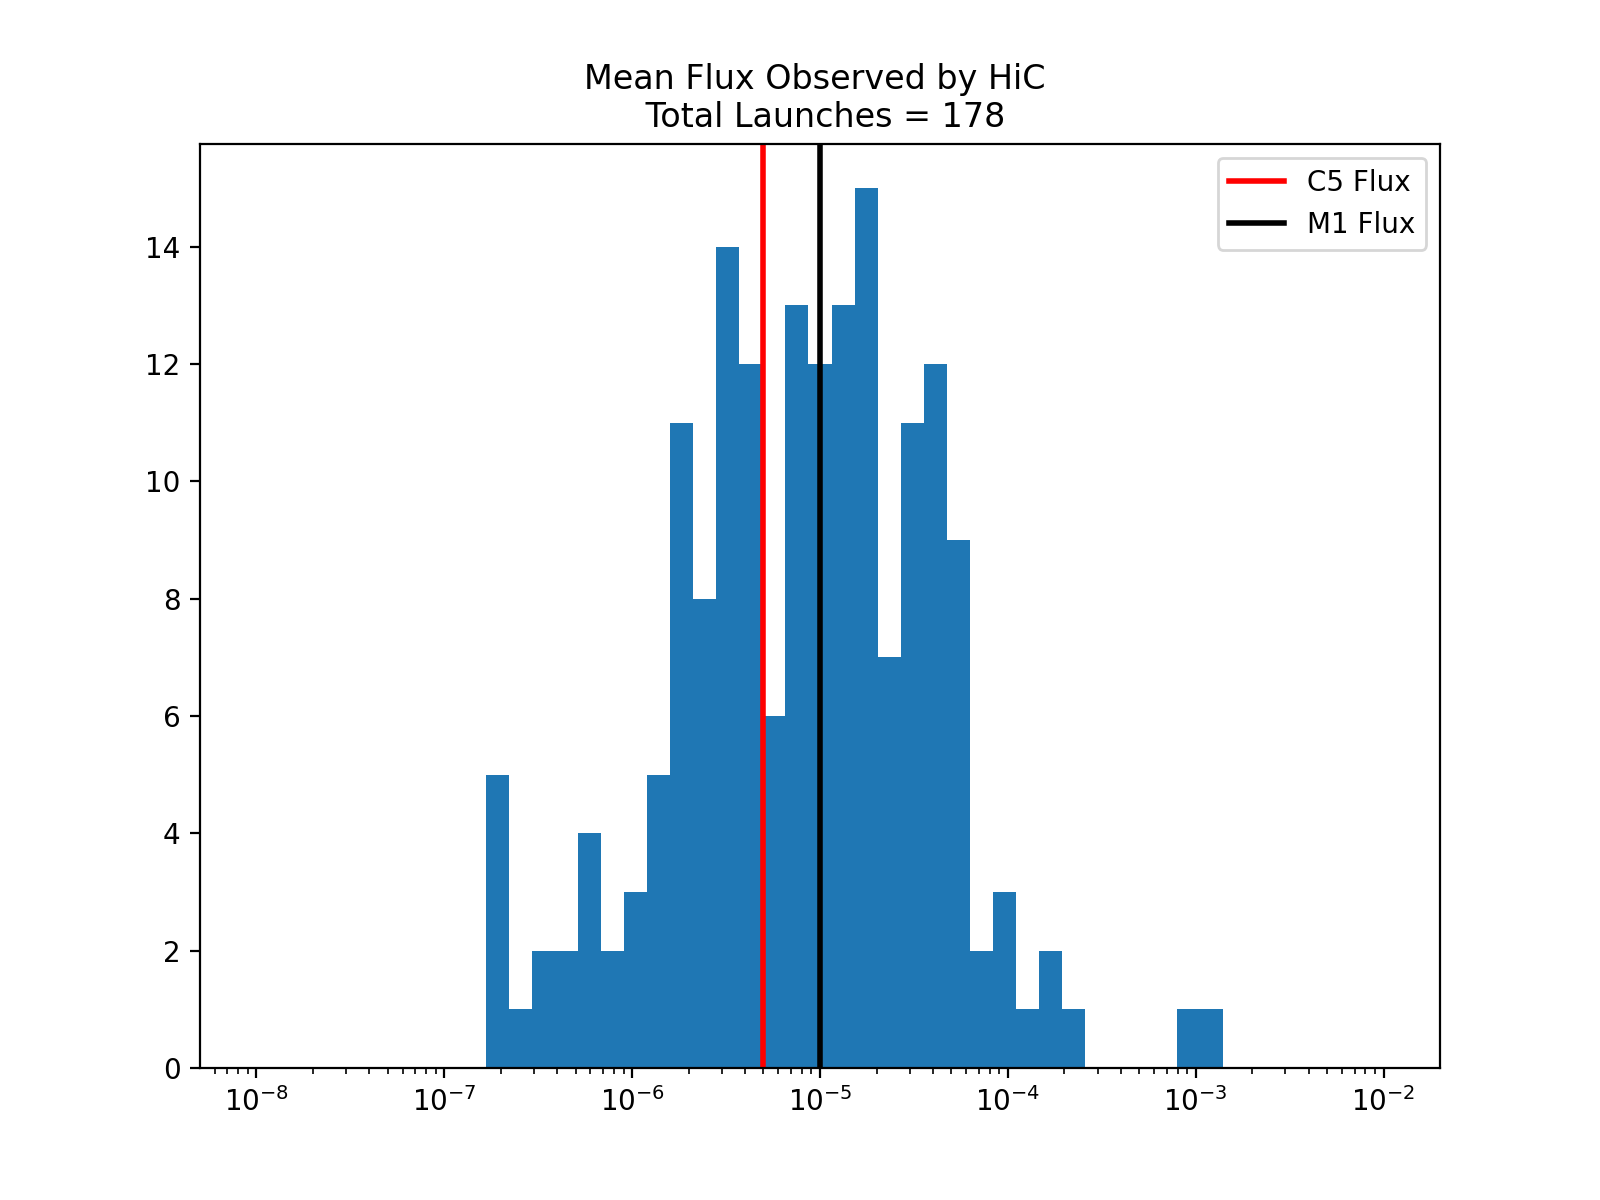 Mean Flux Observed by HiC
Total Launches = 178
C5 Flux
M1 Flux
14
12
10
8
6
4
2
0
10⁻⁸ 10⁻⁷ 10⁻⁶ 10⁻⁵ 10⁻⁴ 10⁻³ 10⁻²